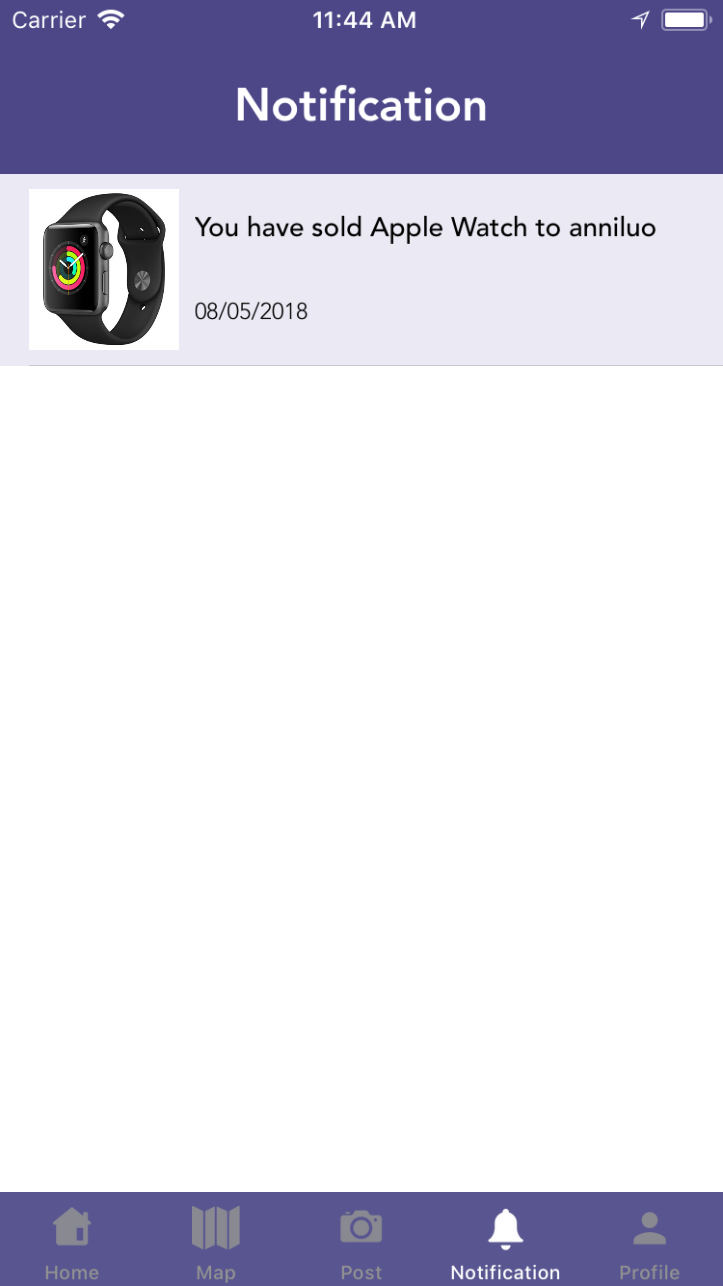 Carrier 11:44 AM
Notification
You have sold Apple Watch to anniluo
08/05/2018
Home Map Post Notification Profile